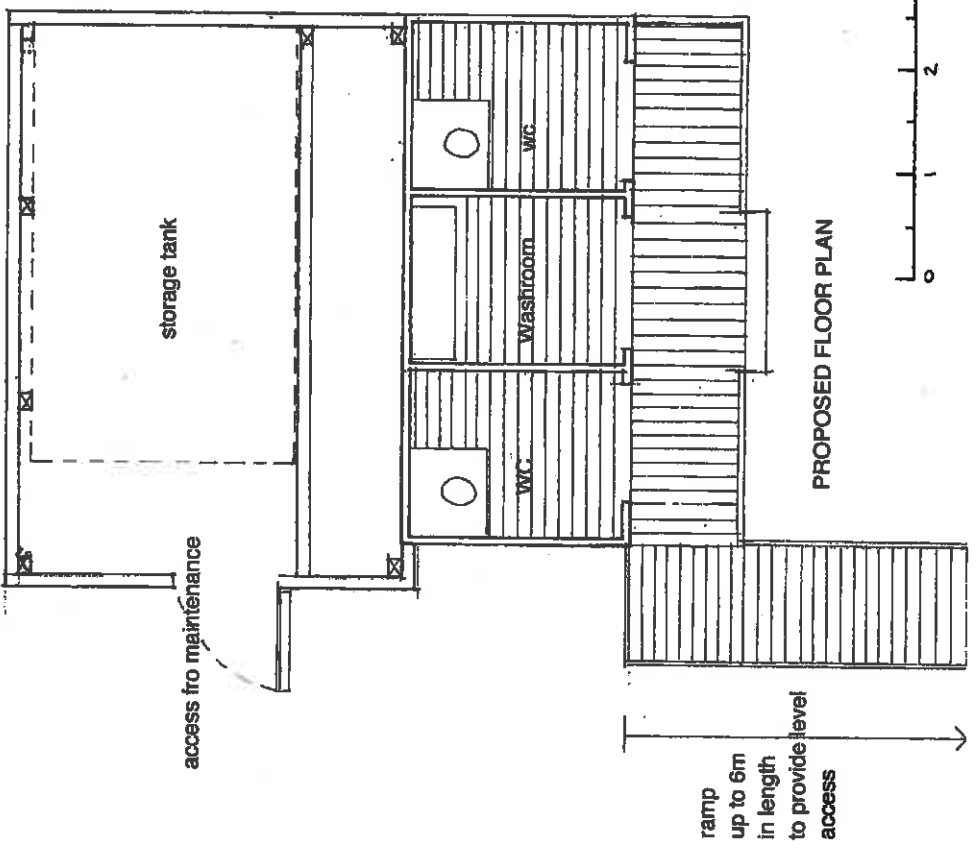 storage tank
access fro maintenance
wc
Washroom
WC
PROPOSED FLOOR PLAN
0 1 2
ramp
up to 6m
in length
to provide level
access